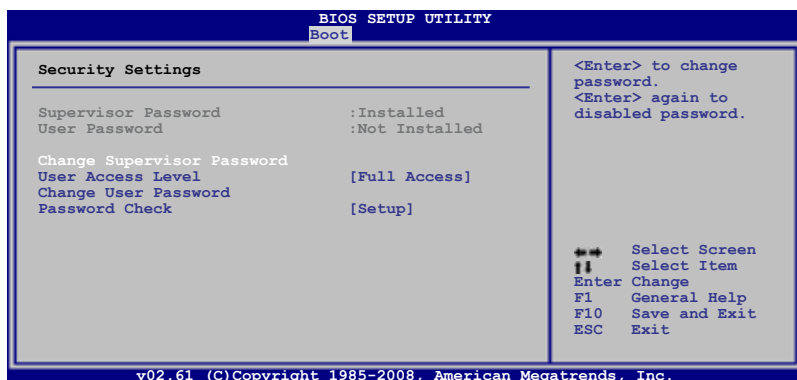 BIOS SETUP UTILITY
Boot
Security Settings
Supervisor Password :Installed
User Password :Not Installed
Change Supervisor Password
User Access Level [Full Access]
Change User Password
Password Check [Setup]
<Enter> to change
password.
<Enter> again to
disabled password.
Select Screen
Select Item
Enter Change
F1 General Help
F10 Save and Exit
ESC Exit
v02.61 (C)Copyright 1985-2008, American Megatrends, Inc.